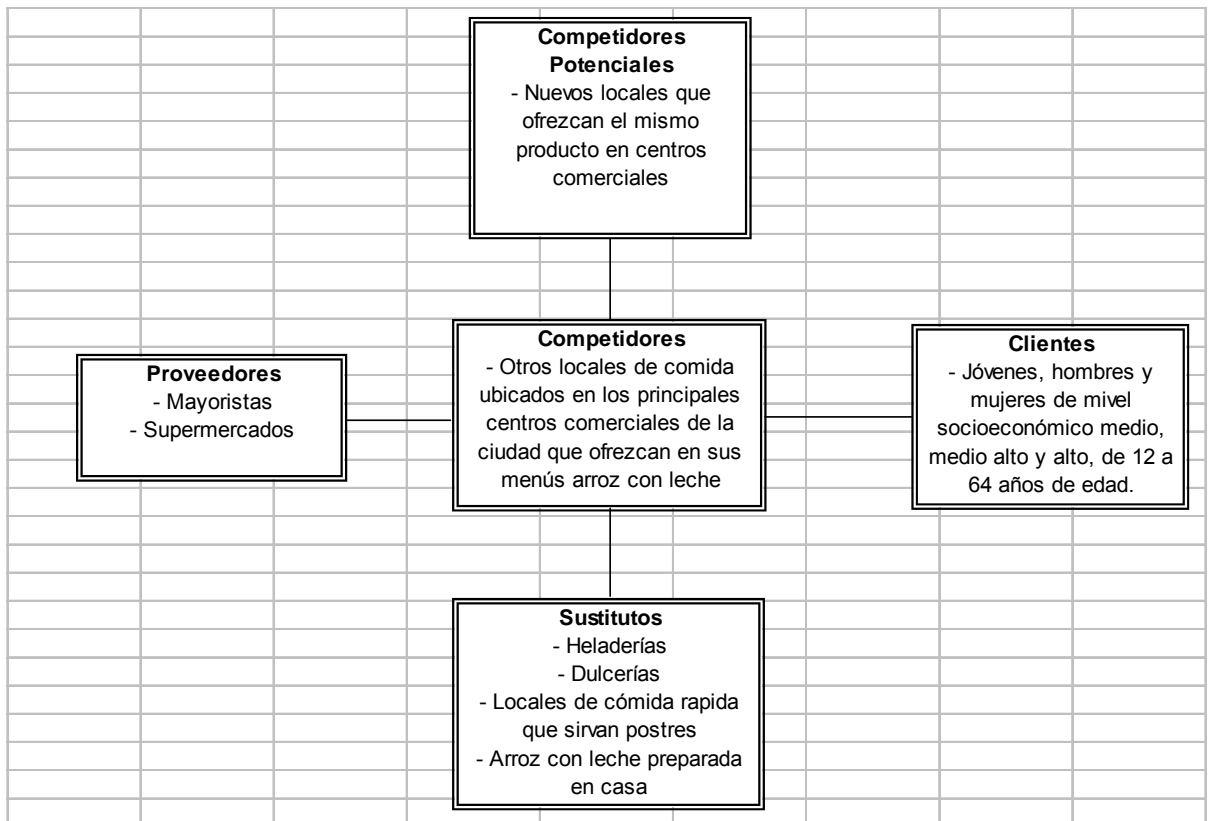 Competidores
Potenciales
- Nuevos locales que
ofrezcan el mismo
producto en centros
comerciales
Proveedores
- Mayoristas
- Supermercados
Competidores
- Otros locales de comida
ubicados en los principales
centros comerciales de la
ciudad que ofrezcan en sus
menús arroz con leche
Clientes
- Jóvenes, hombres y
mujeres de mivel
socioeconómico medio,
medio alto y alto, de 12 a
64 años de edad.
Sustitutos
- Heladerías
- Dulcerías
- Locales de cómida rapida
que sirvan postres
- Arroz con leche preparada
en casa